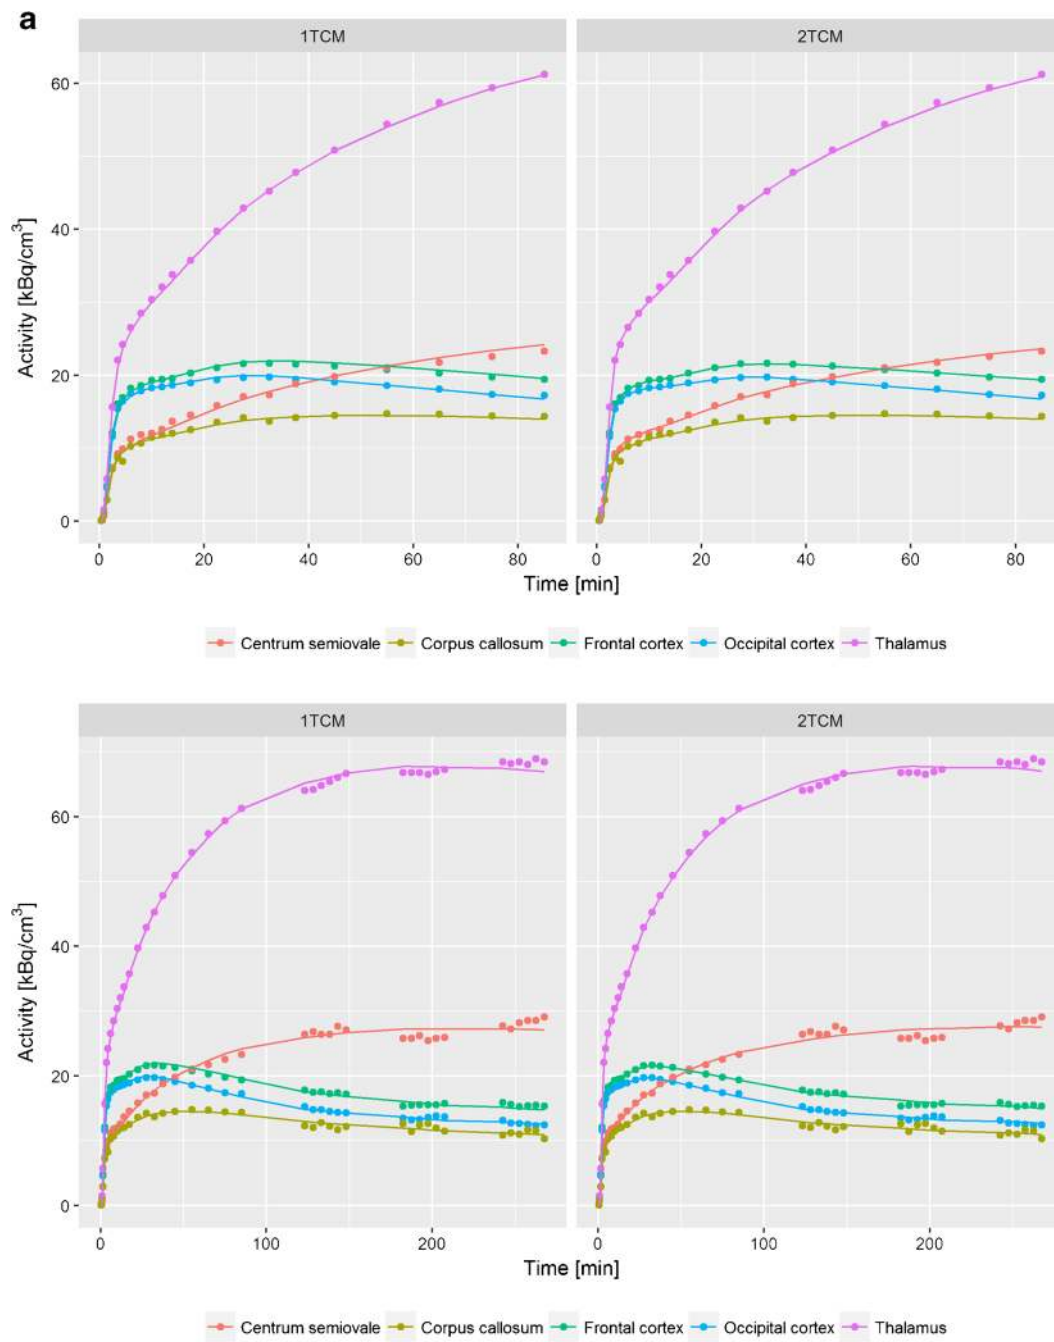 a
1TCM 2TCM
60
40
20
0
Activity [kBq/cm³]
0 20 40 60 80 0 20 40 60 80
Time [min]
Centrum semiovale Corpus callosum Frontal cortex Occipital cortex Thalamus
1TCM 2TCM
60
40
20
0
Activity [kBq/cm³]
0 100 200 0 100 200
Time [min]
Centrum semiovale Corpus callosum Frontal cortex Occipital cortex Thalamus